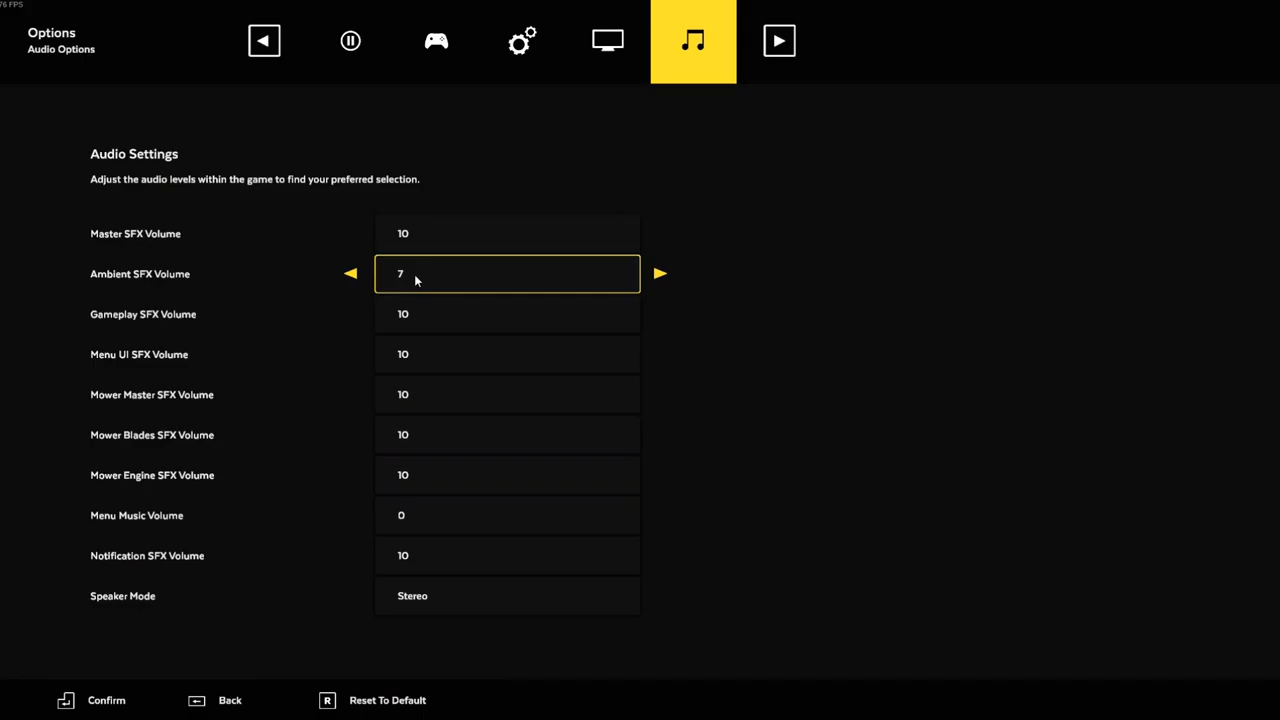 76 FPS
Options
Audio Options
Audio Settings
Adjust the audio levels within the game to find your preferred selection.
Master SFX Volume 10
Ambient SFX Volume 7
Gameplay SFX Volume 10
Menu UI SFX Volume 10
Mower Master SFX Volume 10
Mower Blades SFX Volume 10
Mower Engine SFX Volume 10
Menu Music Volume 0
Notification SFX Volume 10
Speaker Mode Stereo
Confirm Back R Reset To Default